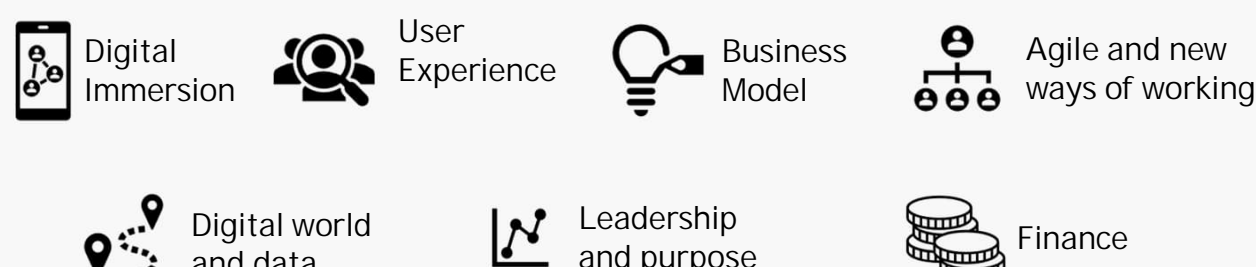 Digital
Immersion
User
Experience
Business
Model
Agile and new
ways of working
Digital world
and data
Leadership
and purpose
Finance